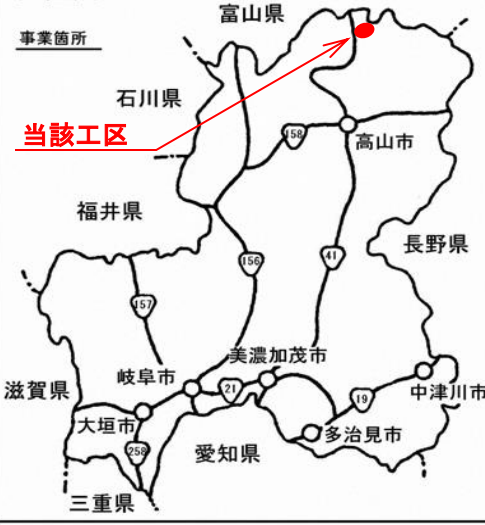 富山県
事業箇所
石川県
当該工区
158
高山市
福井県
長野県
156
41
157
美濃加茂市
岐阜市
滋賀県
21
19
中津川市
大垣市
多治見市
258
愛知県
三重県